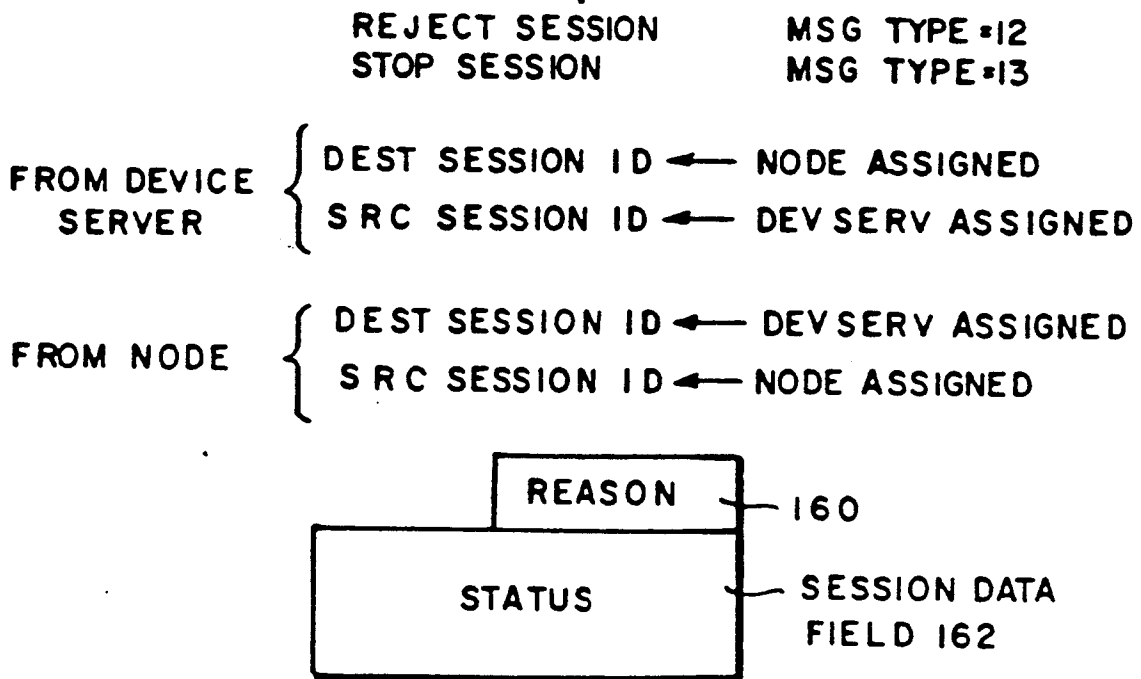 REJECT SESSION MSG TYPE=12
STOP SESSION MSG TYPE=13
FROM DEVICE SERVER
DEST SESSION ID ← NODE ASSIGNED
SRC SESSION ID ← DEVSERV ASSIGNED
FROM NODE
DEST SESSION ID ← DEVSERV ASSIGNED
SRC SESSION ID ← NODE ASSIGNED
REASON
160
STATUS
SESSION DATA
FIELD 162